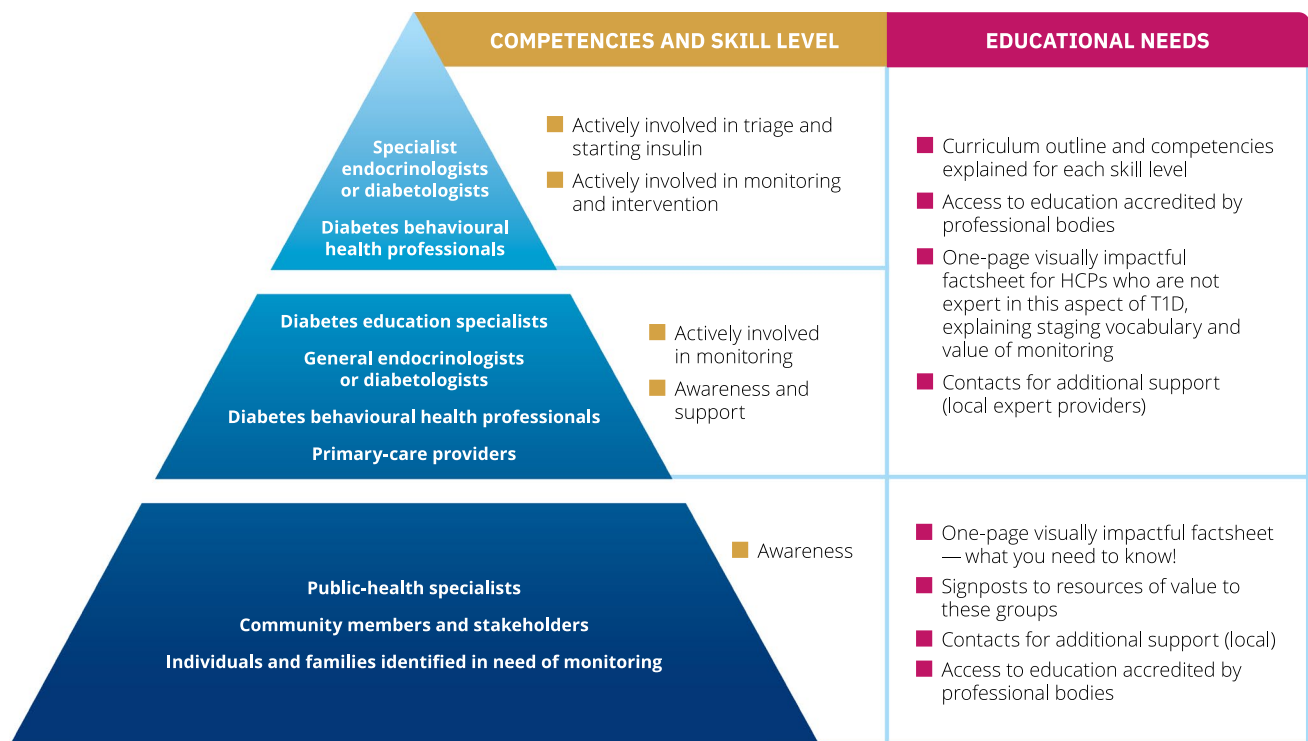 COMPETENCIES AND SKILL LEVEL
EDUCATIONAL NEEDS
Specialist
endocrinologists
or diabetologists
Diabetes behavioural
health professionals
Actively involved in triage and
starting insulin
Actively involved in monitoring
and intervention
Diabetes education specialists
General endocrinologists
or diabetologists
Diabetes behavioural health professionals
Primary-care providers
Actively involved
in monitoring
Awareness and
support
Curriculum outline and competencies
explained for each skill level
Access to education accredited by
professional bodies
One-page visually impactful
factsheet for HCPs who are not
expert in this aspect of T1D,
explaining staging vocabulary and
value of monitoring
Contacts for additional support
(local expert providers)
Public-health specialists
Community members and stakeholders
Individuals and families identified in need of monitoring
Awareness
One-page visually impactful factsheet
— what you need to know!
Signposts to resources of value to
these groups
Contacts for additional support (local)
Access to education accredited by
professional bodies